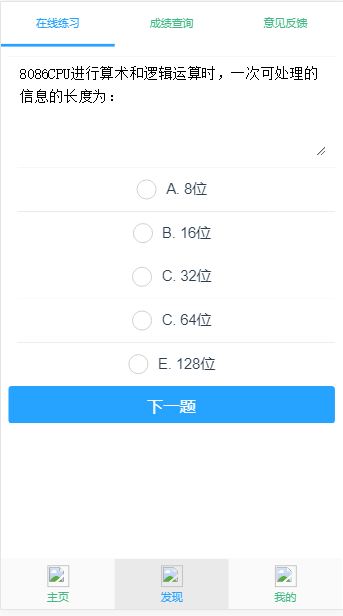 在线练习
成绩查询
意见反馈
8086CPU进行算术和逻辑运算时，一次可处理的
信息的长度为：
A. 8位
B. 16位
C. 32位
C. 64位
E. 128位
下一题
主页
发现
我的